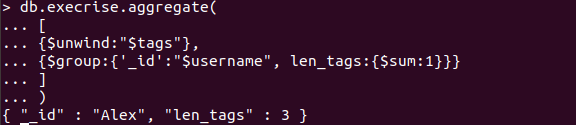 > db.execrise.aggregate(
... [
... {$unwind:"$tags"},
... {$group:{'_id':"$username", len_tags:{$sum:1}}}
... ]
... )
{ "_id" : "Alex", "len_tags" : 3 }